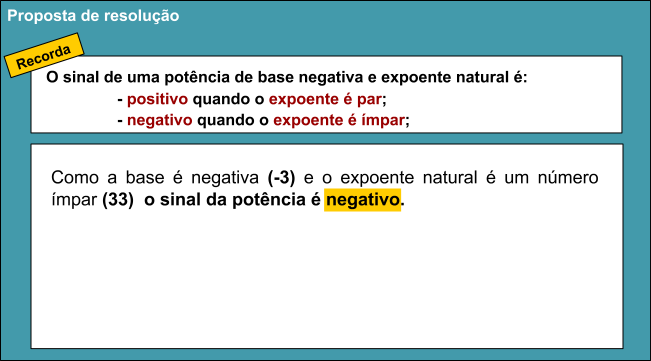 Proposta de resolução
Recorda
O sinal de uma potência de base negativa e expoente natural é:
- positivo quando o expoente é par;
- negativo quando o expoente é ímpar;
Como a base é negativa (-3) e o expoente natural é um número
ímpar (33) o sinal da potência é negativo.